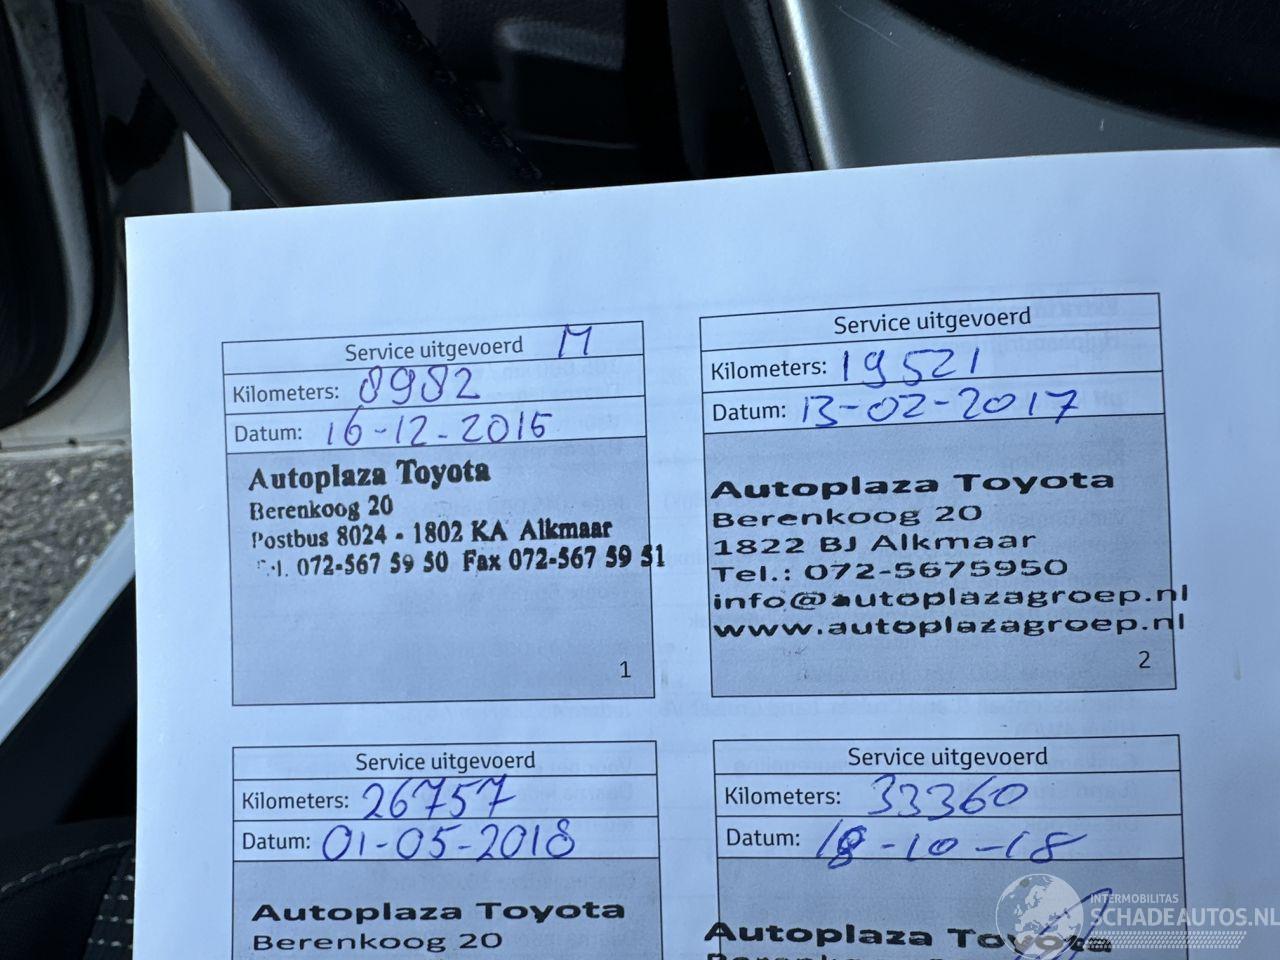 Service uitgevoerd M
Kilometers: 8982
Datum: 16-12-2015
Autoplaza Toyota
Berenkoog 20
Postbus 8024 - 1802 KA Alkmaar
Tel. 072-567 59 50 Fax 072-567 59 51
1
Service uitgevoerd
Kilometers: 19521
Datum: 13-02-2017
Autoplaza Toyota
Berenkoog 20
1822 BJ Alkmaar
Tel.: 072-5675950
info@autoplazagroep.nl
www.autoplazagroep.nl
2
Service uitgevoerd
Kilometers: 26757
Datum: 01-05-2018
Autoplaza Toyota
Berenkoog 20
Service uitgevoerd
Kilometers: 33360
Datum: 18-10-18
Autoplaza Toyota
INTERMOBILITAS
SCHADEAUTOS.NL